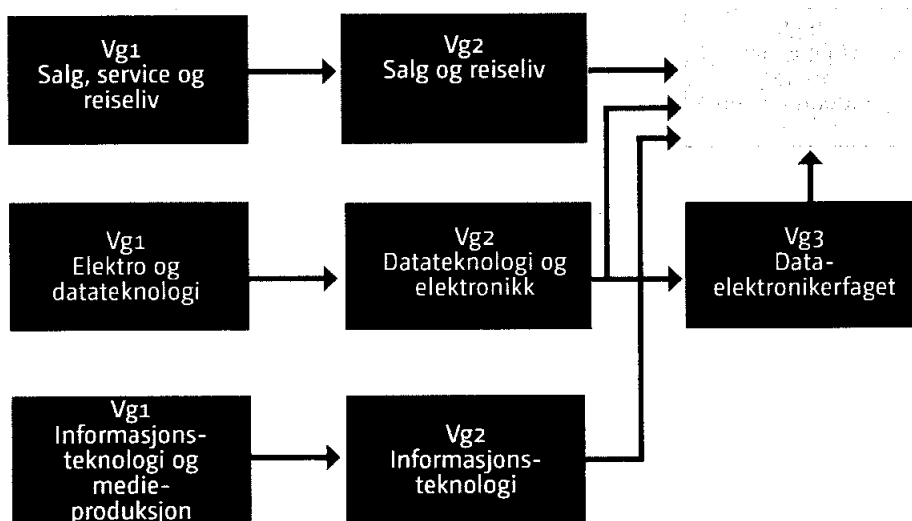 Vg1
Salg, service og
reiseliv
Vg2
Salg og reiseliv
Vg1
Elektro og
datateknologi
Vg2
Datateknologi og
elektronikk
Vg3
Data-
elektronikerfaget
Vg1
Informasjons-
teknologi og
medie-
produksjon
Vg2
Informasjons-
teknologi